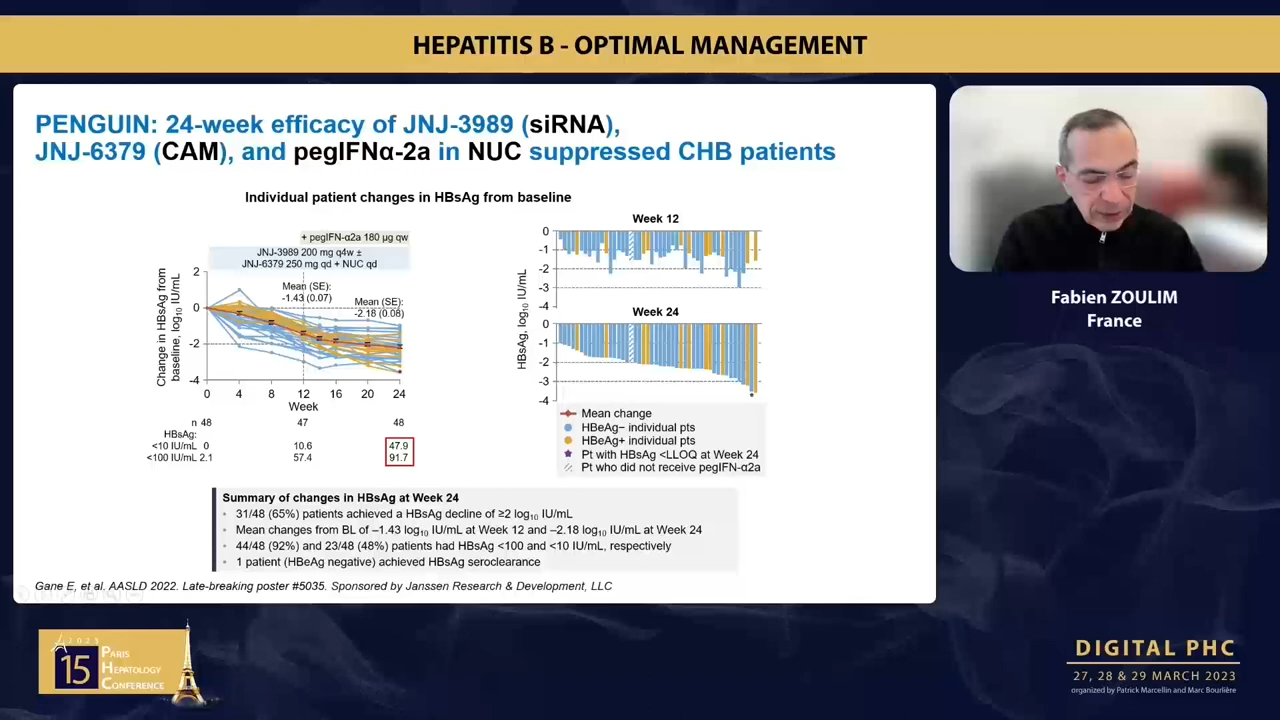 HEPATITIS B - OPTIMAL MANAGEMENT
PENGUIN: 24-week efficacy of JNJ-3989 (siRNA),
JNJ-6379 (CAM), and pegIFNα-2a in NUC suppressed CHB patients
Individual patient changes in HBsAg from baseline
+ pegIFN-α2a 180 µg qw
JNJ-3989 200 mg q4w ±
JNJ-6379 250 mg qd + NUC qd
Change in HBsAg from
baseline, log10 IU/mL
2
0
-2
-4
Mean (SE):
-1.43 (0.07)
Mean (SE):
-2.18 (0.08)
0 4 8 12 16 20 24
Week
n 48 47 48
HBsAg:
<10 IU/mL 0 10.6 47.9
<100 IU/mL 2.1 57.4 91.7
Week 12
HBsAg, log10 IU/mL
0
-1
-2
-3
-4
Week 24
0
-1
-2
-3
-4
Mean change
HBeAg− individual pts
HBeAg+ individual pts
Pt with HBsAg <LLOQ at Week 24
Pt who did not receive pegIFN-α2a
Summary of changes in HBsAg at Week 24
• 31/48 (65%) patients achieved a HBsAg decline of ≥2 log10 IU/mL
• Mean changes from BL of –1.43 log10 IU/mL at Week 12 and –2.18 log10 IU/mL at Week 24
• 44/48 (92%) and 23/48 (48%) patients had HBsAg <100 and <10 IU/mL, respectively
• 1 patient (HBeAg negative) achieved HBsAg seroclearance
Gane E, et al. AASLD 2022. Late-breaking poster #5035. Sponsored by Janssen Research & Development, LLC
Fabien ZOULIM
France
2023
15
PARIS
HEPATOLOGY
CONFERENCE
DIGITAL PHC
27, 28 & 29 MARCH 2023
organized by Patrick Marcellin and Marc Bourlière